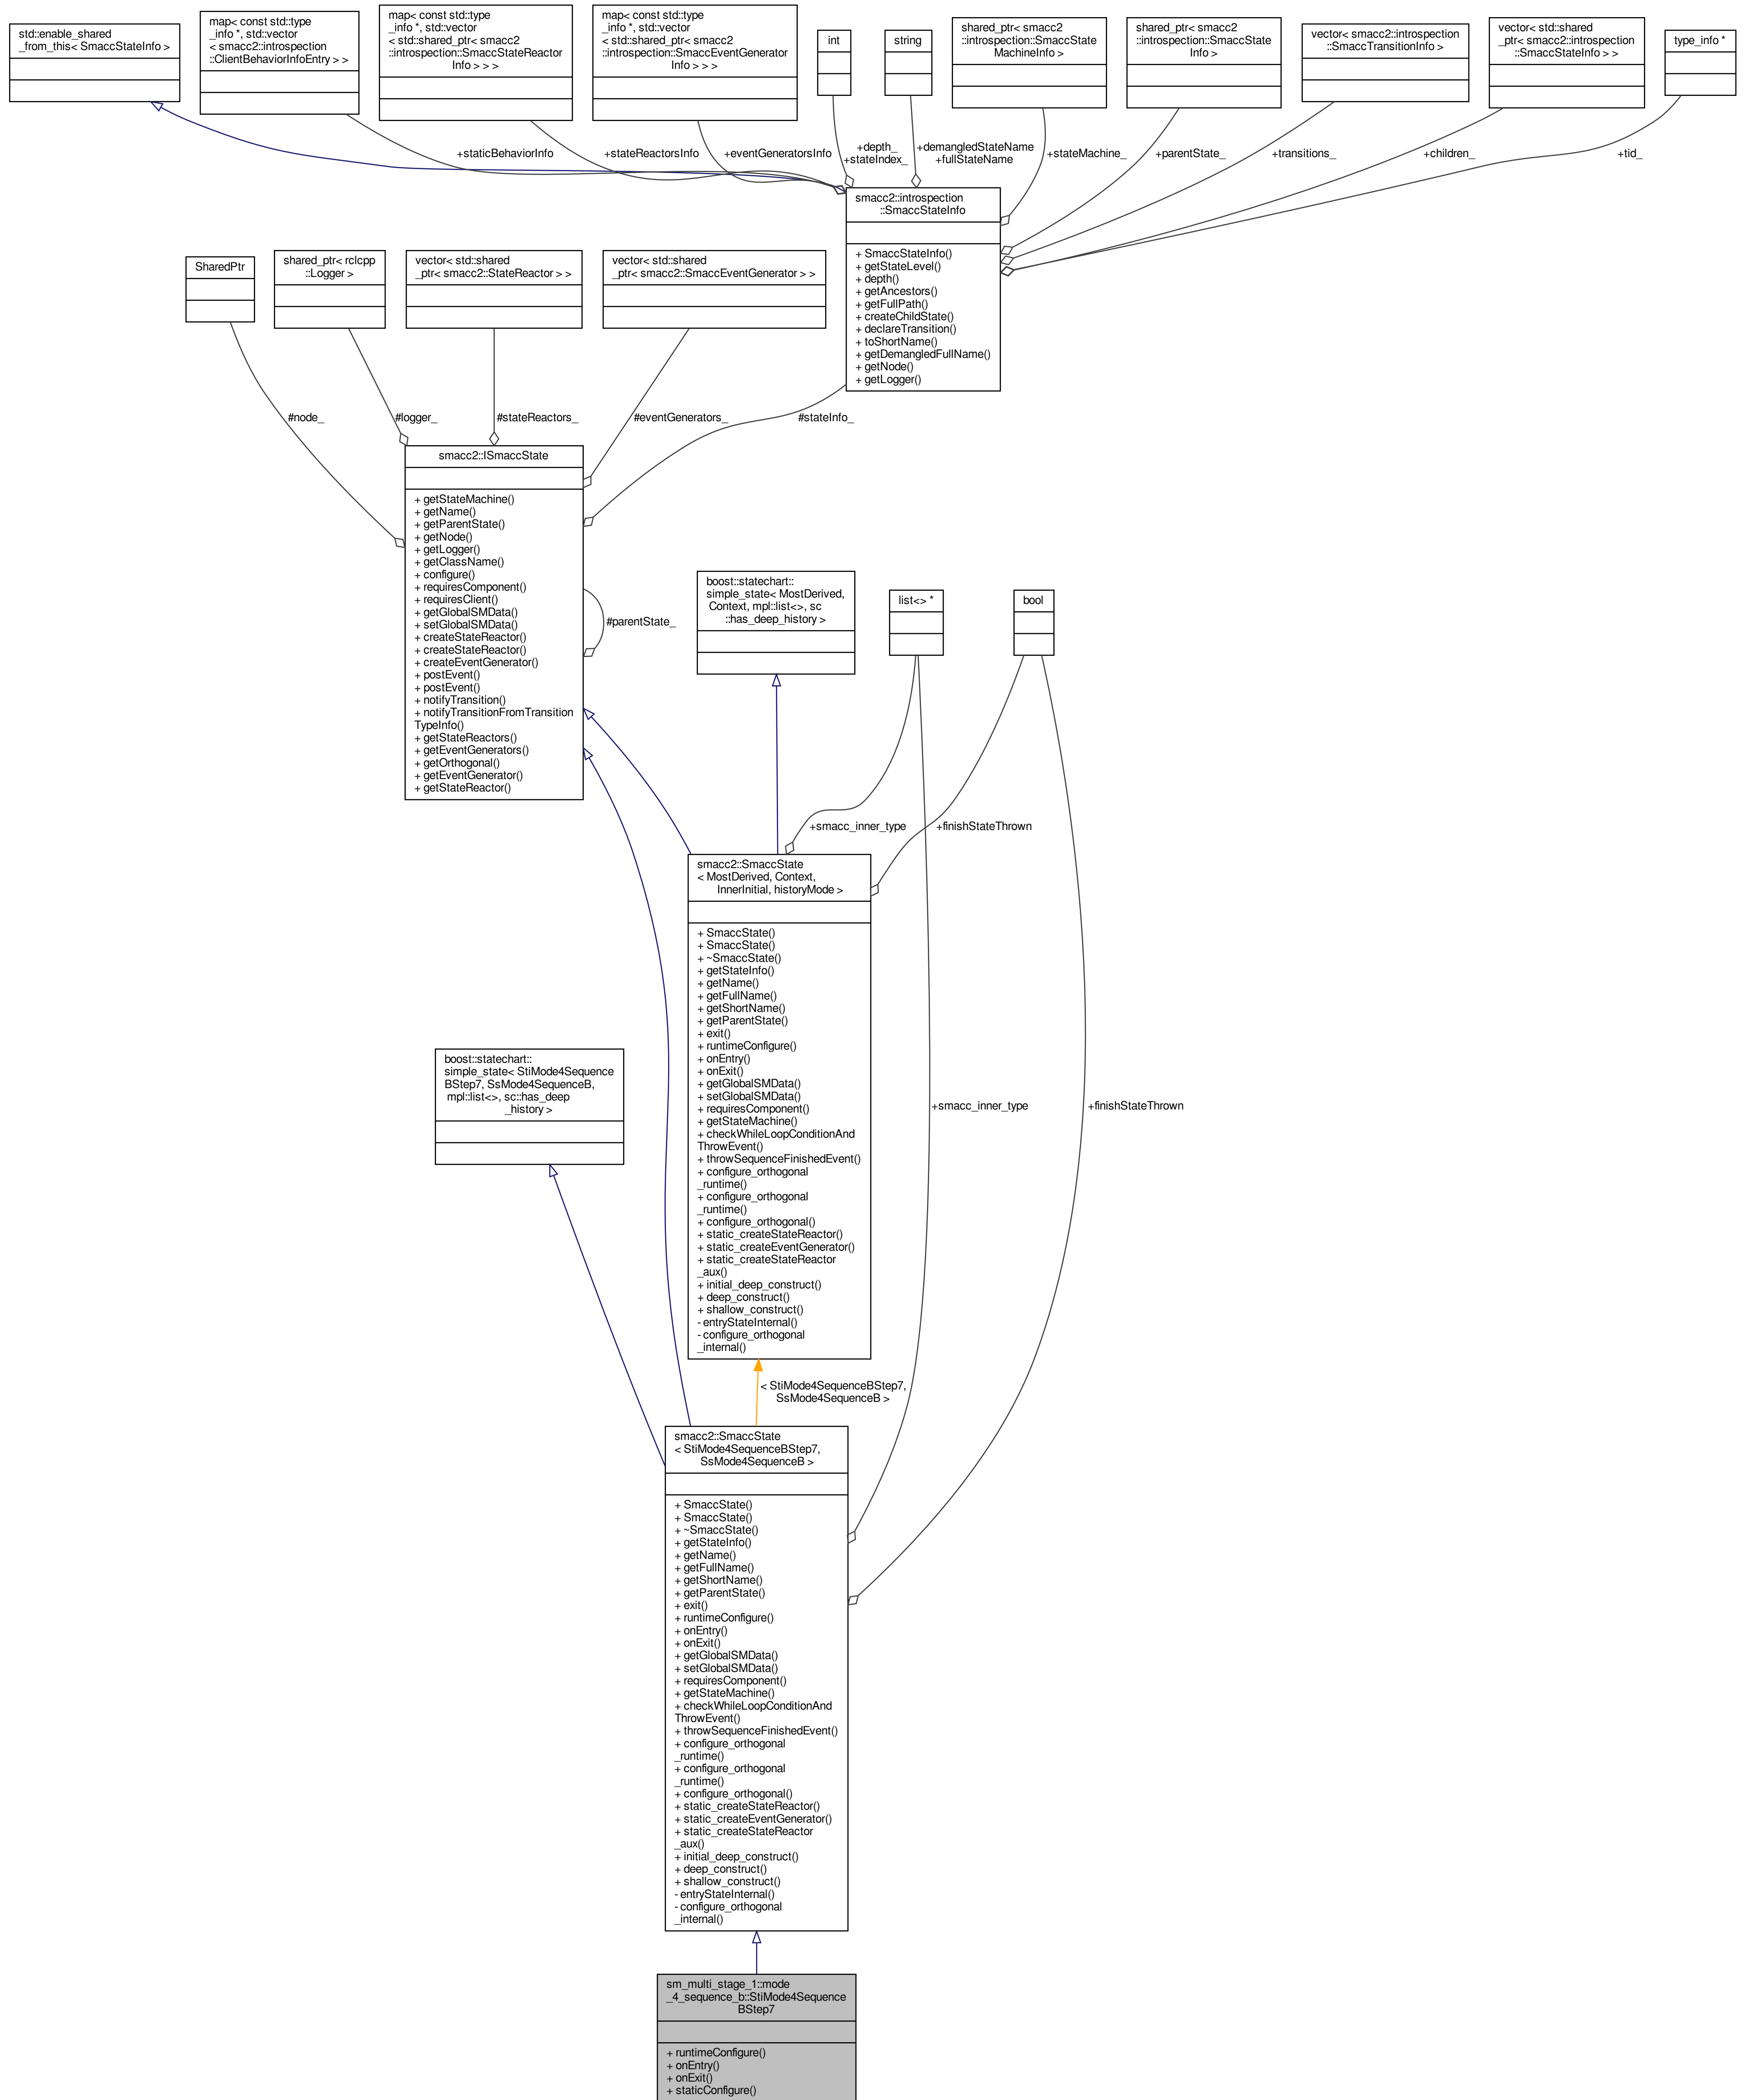 std::enable_shared
_from_this< SmaccStateInfo >
map< const std::type
_info *, std::vector
< smacc2::introspection
::ClientBehaviorInfoEntry > >
map< const std::type
_info *, std::vector
< std::shared_ptr< smacc2
::introspection::SmaccStateReactor
Info > > >
map< const std::type
_info *, std::vector
< std::shared_ptr< smacc2
::introspection::SmaccEventGenerator
Info > > >
int
string
shared_ptr< smacc2
::introspection::SmaccState
MachineInfo >
shared_ptr< smacc2
::introspection::SmaccState
Info >
vector< smacc2::introspection
::SmaccTransitionInfo >
vector< std::shared
_ptr< smacc2::introspection
::SmaccStateInfo > >
type_info *
+staticBehaviorInfo
+stateReactorsInfo
+eventGeneratorsInfo
+depth_
+stateIndex_
+demangledStateName
+fullStateName
+stateMachine_
+parentState_
+transitions_
+children_
+tid_
smacc2::introspection
::SmaccStateInfo
+ SmaccStateInfo()
+ getStateLevel()
+ depth()
+ getAncestors()
+ getFullPath()
+ createChildState()
+ declareTransition()
+ toShortName()
+ getDemangledFullName()
+ getNode()
+ getLogger()
SharedPtr
shared_ptr< rclcpp
::Logger >
vector< std::shared
_ptr< smacc2::StateReactor > >
vector< std::shared
_ptr< smacc2::SmaccEventGenerator > >
#node_
#logger_
#stateReactors_
#eventGenerators_
#stateInfo_
smacc2::ISmaccState
+ getStateMachine()
+ getName()
+ getParentState()
+ getNode()
+ getLogger()
+ getClassName()
+ configure()
+ requiresComponent()
+ requiresClient()
+ getGlobalSMData()
+ setGlobalSMData()
+ createStateReactor()
+ createStateReactor()
+ createEventGenerator()
+ postEvent()
+ postEvent()
+ notifyTransition()
+ notifyTransitionFromTransition
TypeInfo()
+ getStateReactors()
+ getEventGenerators()
+ getOrthogonal()
+ getEventGenerator()
+ getStateReactor()
#parentState_
boost::statechart::
simple_state< MostDerived,
Context, mpl::list<>, sc
::has_deep_history >
list<> *
bool
+smacc_inner_type
+finishStateThrown
smacc2::SmaccState
< MostDerived, Context,
InnerInitial, historyMode >
+ SmaccState()
+ SmaccState()
+ ~SmaccState()
+ getStateInfo()
+ getName()
+ getFullName()
+ getShortName()
+ getParentState()
+ exit()
+ runtimeConfigure()
+ onEntry()
+ onExit()
+ getGlobalSMData()
+ setGlobalSMData()
+ requiresComponent()
+ getStateMachine()
+ checkWhileLoopConditionAnd
ThrowEvent()
+ throwSequenceFinishedEvent()
+ configure_orthogonal
_runtime()
+ configure_orthogonal
_runtime()
+ configure_orthogonal()
+ static_createStateReactor()
+ static_createEventGenerator()
+ static_createStateReactor
_aux()
+ initial_deep_construct()
+ deep_construct()
+ shallow_construct()
- entryStateInternal()
- configure_orthogonal
_internal()
boost::statechart::
simple_state< StiMode4Sequence
BStep7, SsMode4SequenceB,
mpl::list<>, sc::has_deep
_history >
+smacc_inner_type
+finishStateThrown
< StiMode4SequenceBStep7,
SsMode4SequenceB >
smacc2::SmaccState
< StiMode4SequenceBStep7,
SsMode4SequenceB >
+ SmaccState()
+ SmaccState()
+ ~SmaccState()
+ getStateInfo()
+ getName()
+ getFullName()
+ getShortName()
+ getParentState()
+ exit()
+ runtimeConfigure()
+ onEntry()
+ onExit()
+ getGlobalSMData()
+ setGlobalSMData()
+ requiresComponent()
+ getStateMachine()
+ checkWhileLoopConditionAnd
ThrowEvent()
+ throwSequenceFinishedEvent()
+ configure_orthogonal
_runtime()
+ configure_orthogonal
_runtime()
+ configure_orthogonal()
+ static_createStateReactor()
+ static_createEventGenerator()
+ static_createStateReactor
_aux()
+ initial_deep_construct()
+ deep_construct()
+ shallow_construct()
- entryStateInternal()
- configure_orthogonal
_internal()
sm_multi_stage_1::mode
_4_sequence_b::StiMode4Sequence
BStep7
+ runtimeConfigure()
+ onEntry()
+ onExit()
+ staticConfigure()